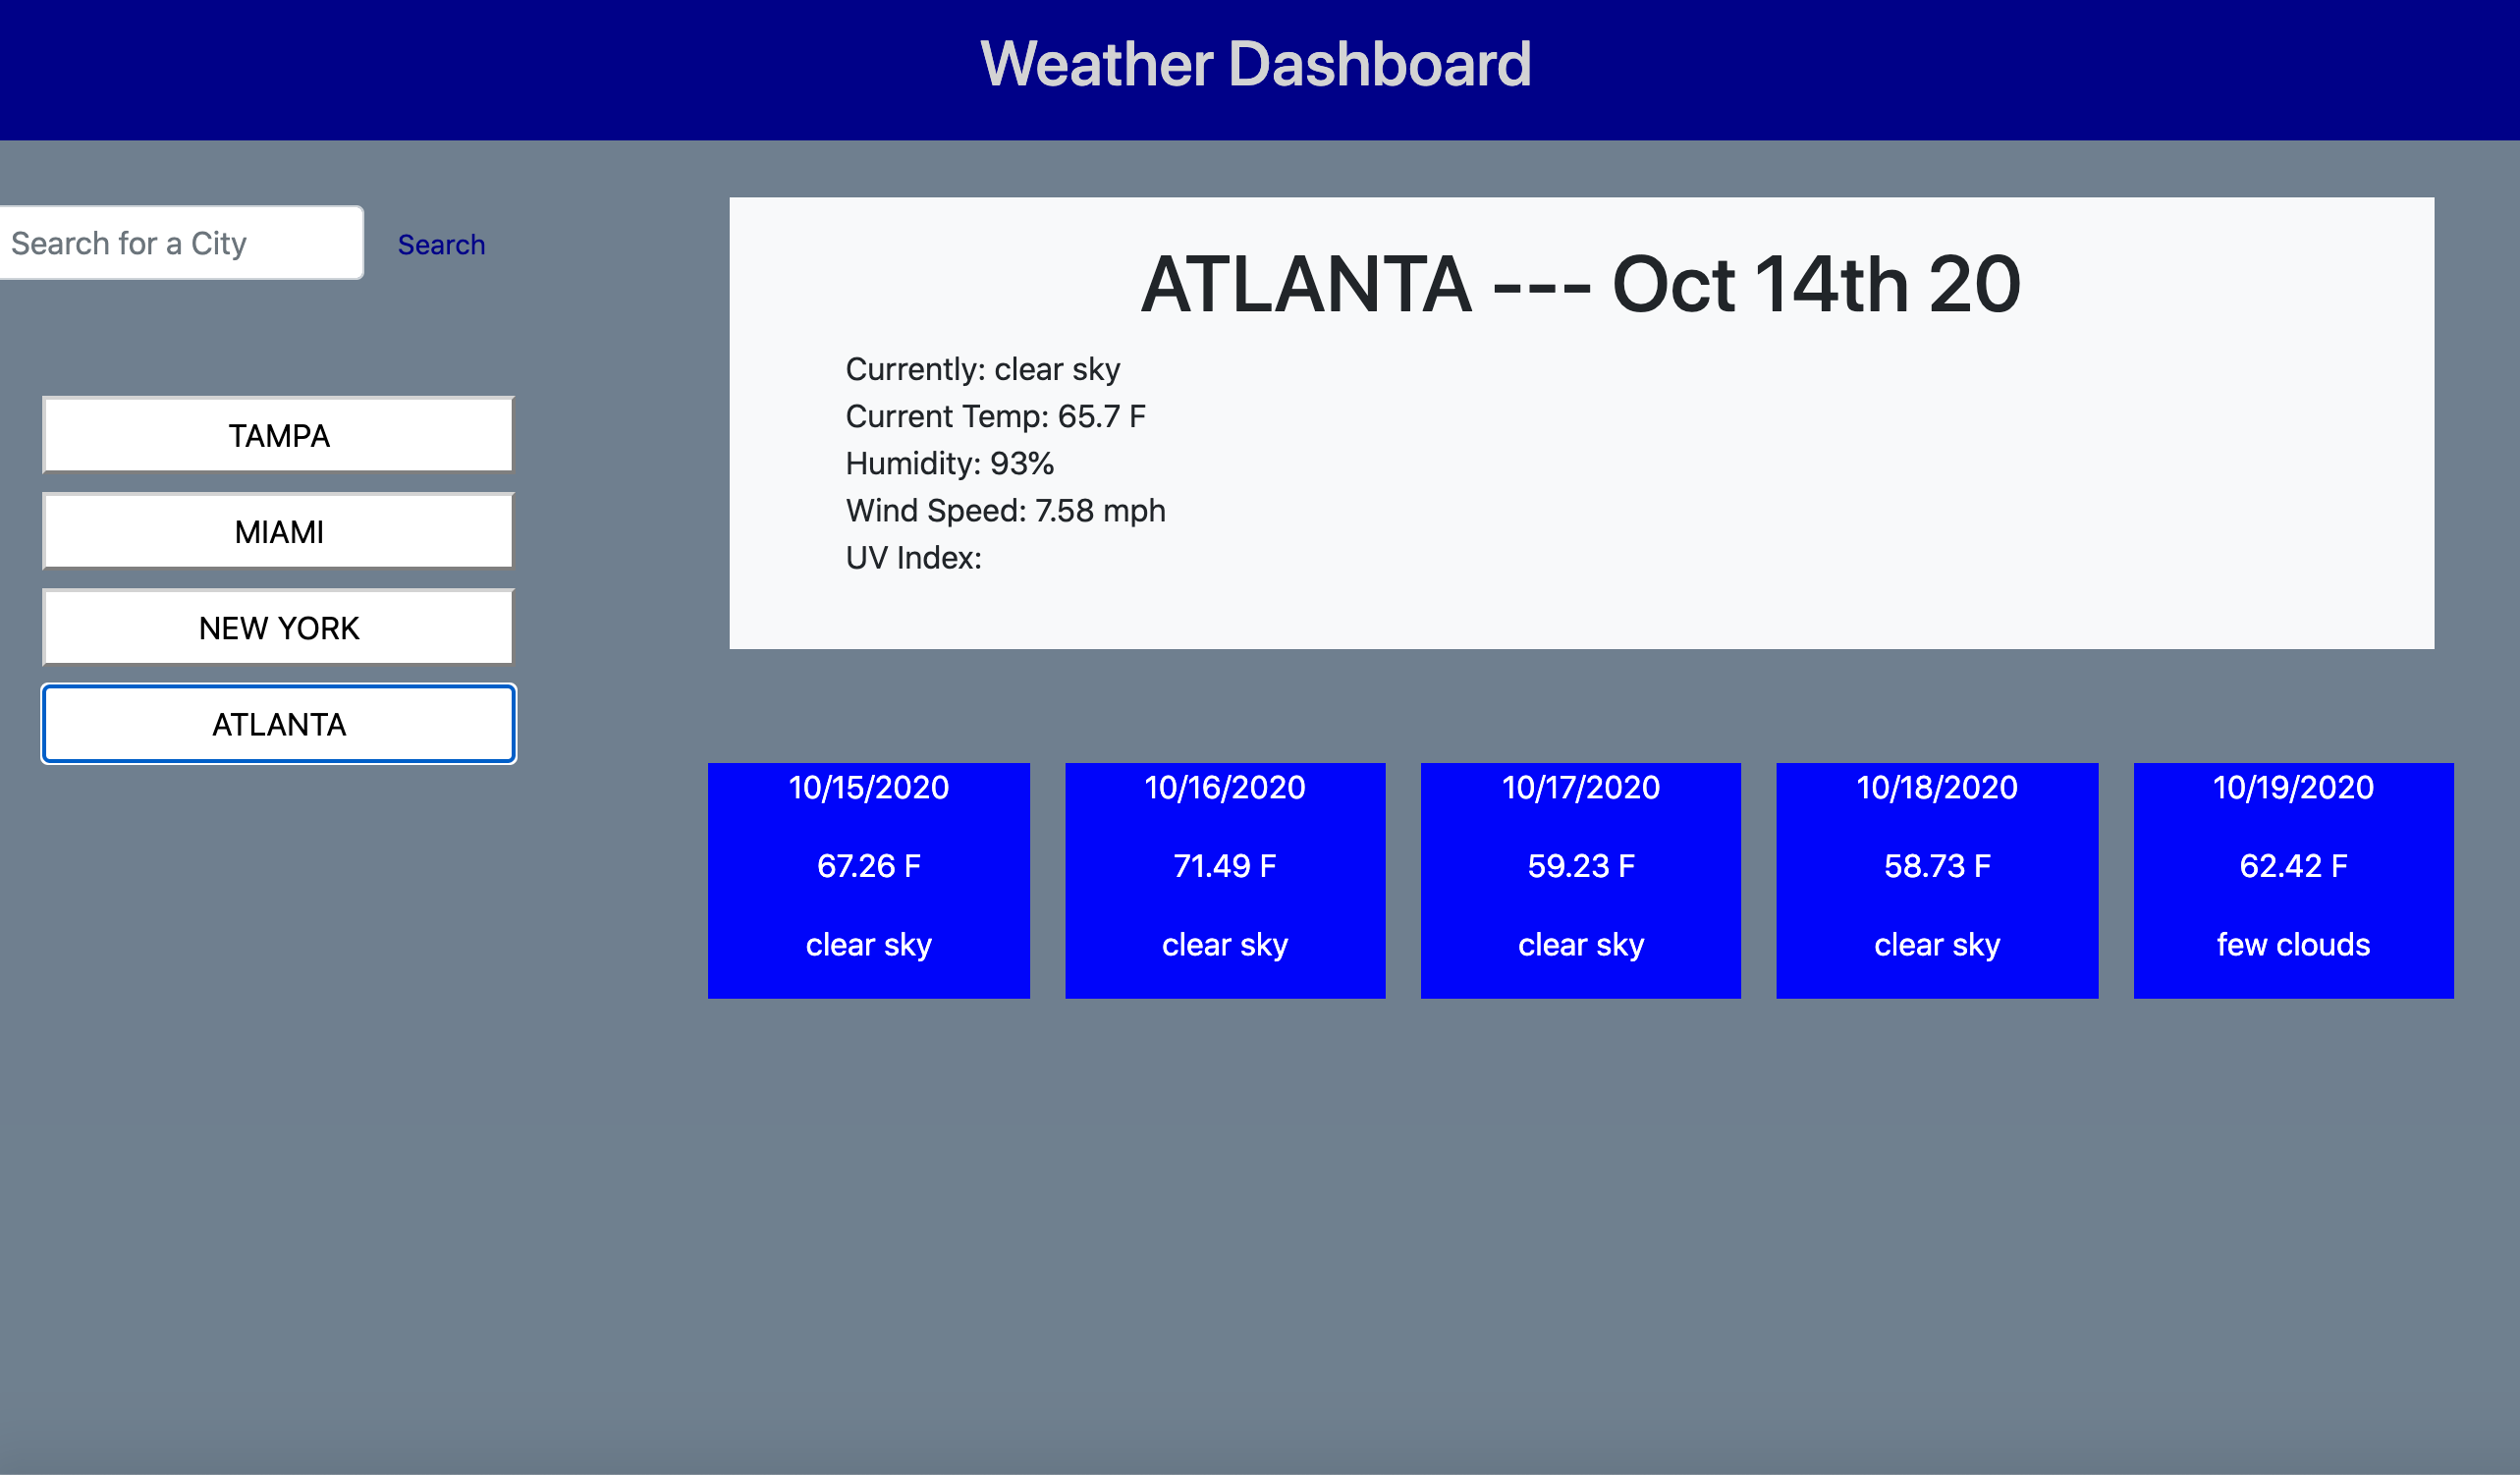 Weather Dashboard
Search for a City
Search
TAMPA
MIAMI
NEW YORK
ATLANTA
ATLANTA --- Oct 14th 20
Currently: clear sky
Current Temp: 65.7 F
Humidity: 93%
Wind Speed: 7.58 mph
UV Index:
10/15/2020
67.26 F
clear sky
10/16/2020
71.49 F
clear sky
10/17/2020
59.23 F
clear sky
10/18/2020
58.73 F
clear sky
10/19/2020
62.42 F
few clouds